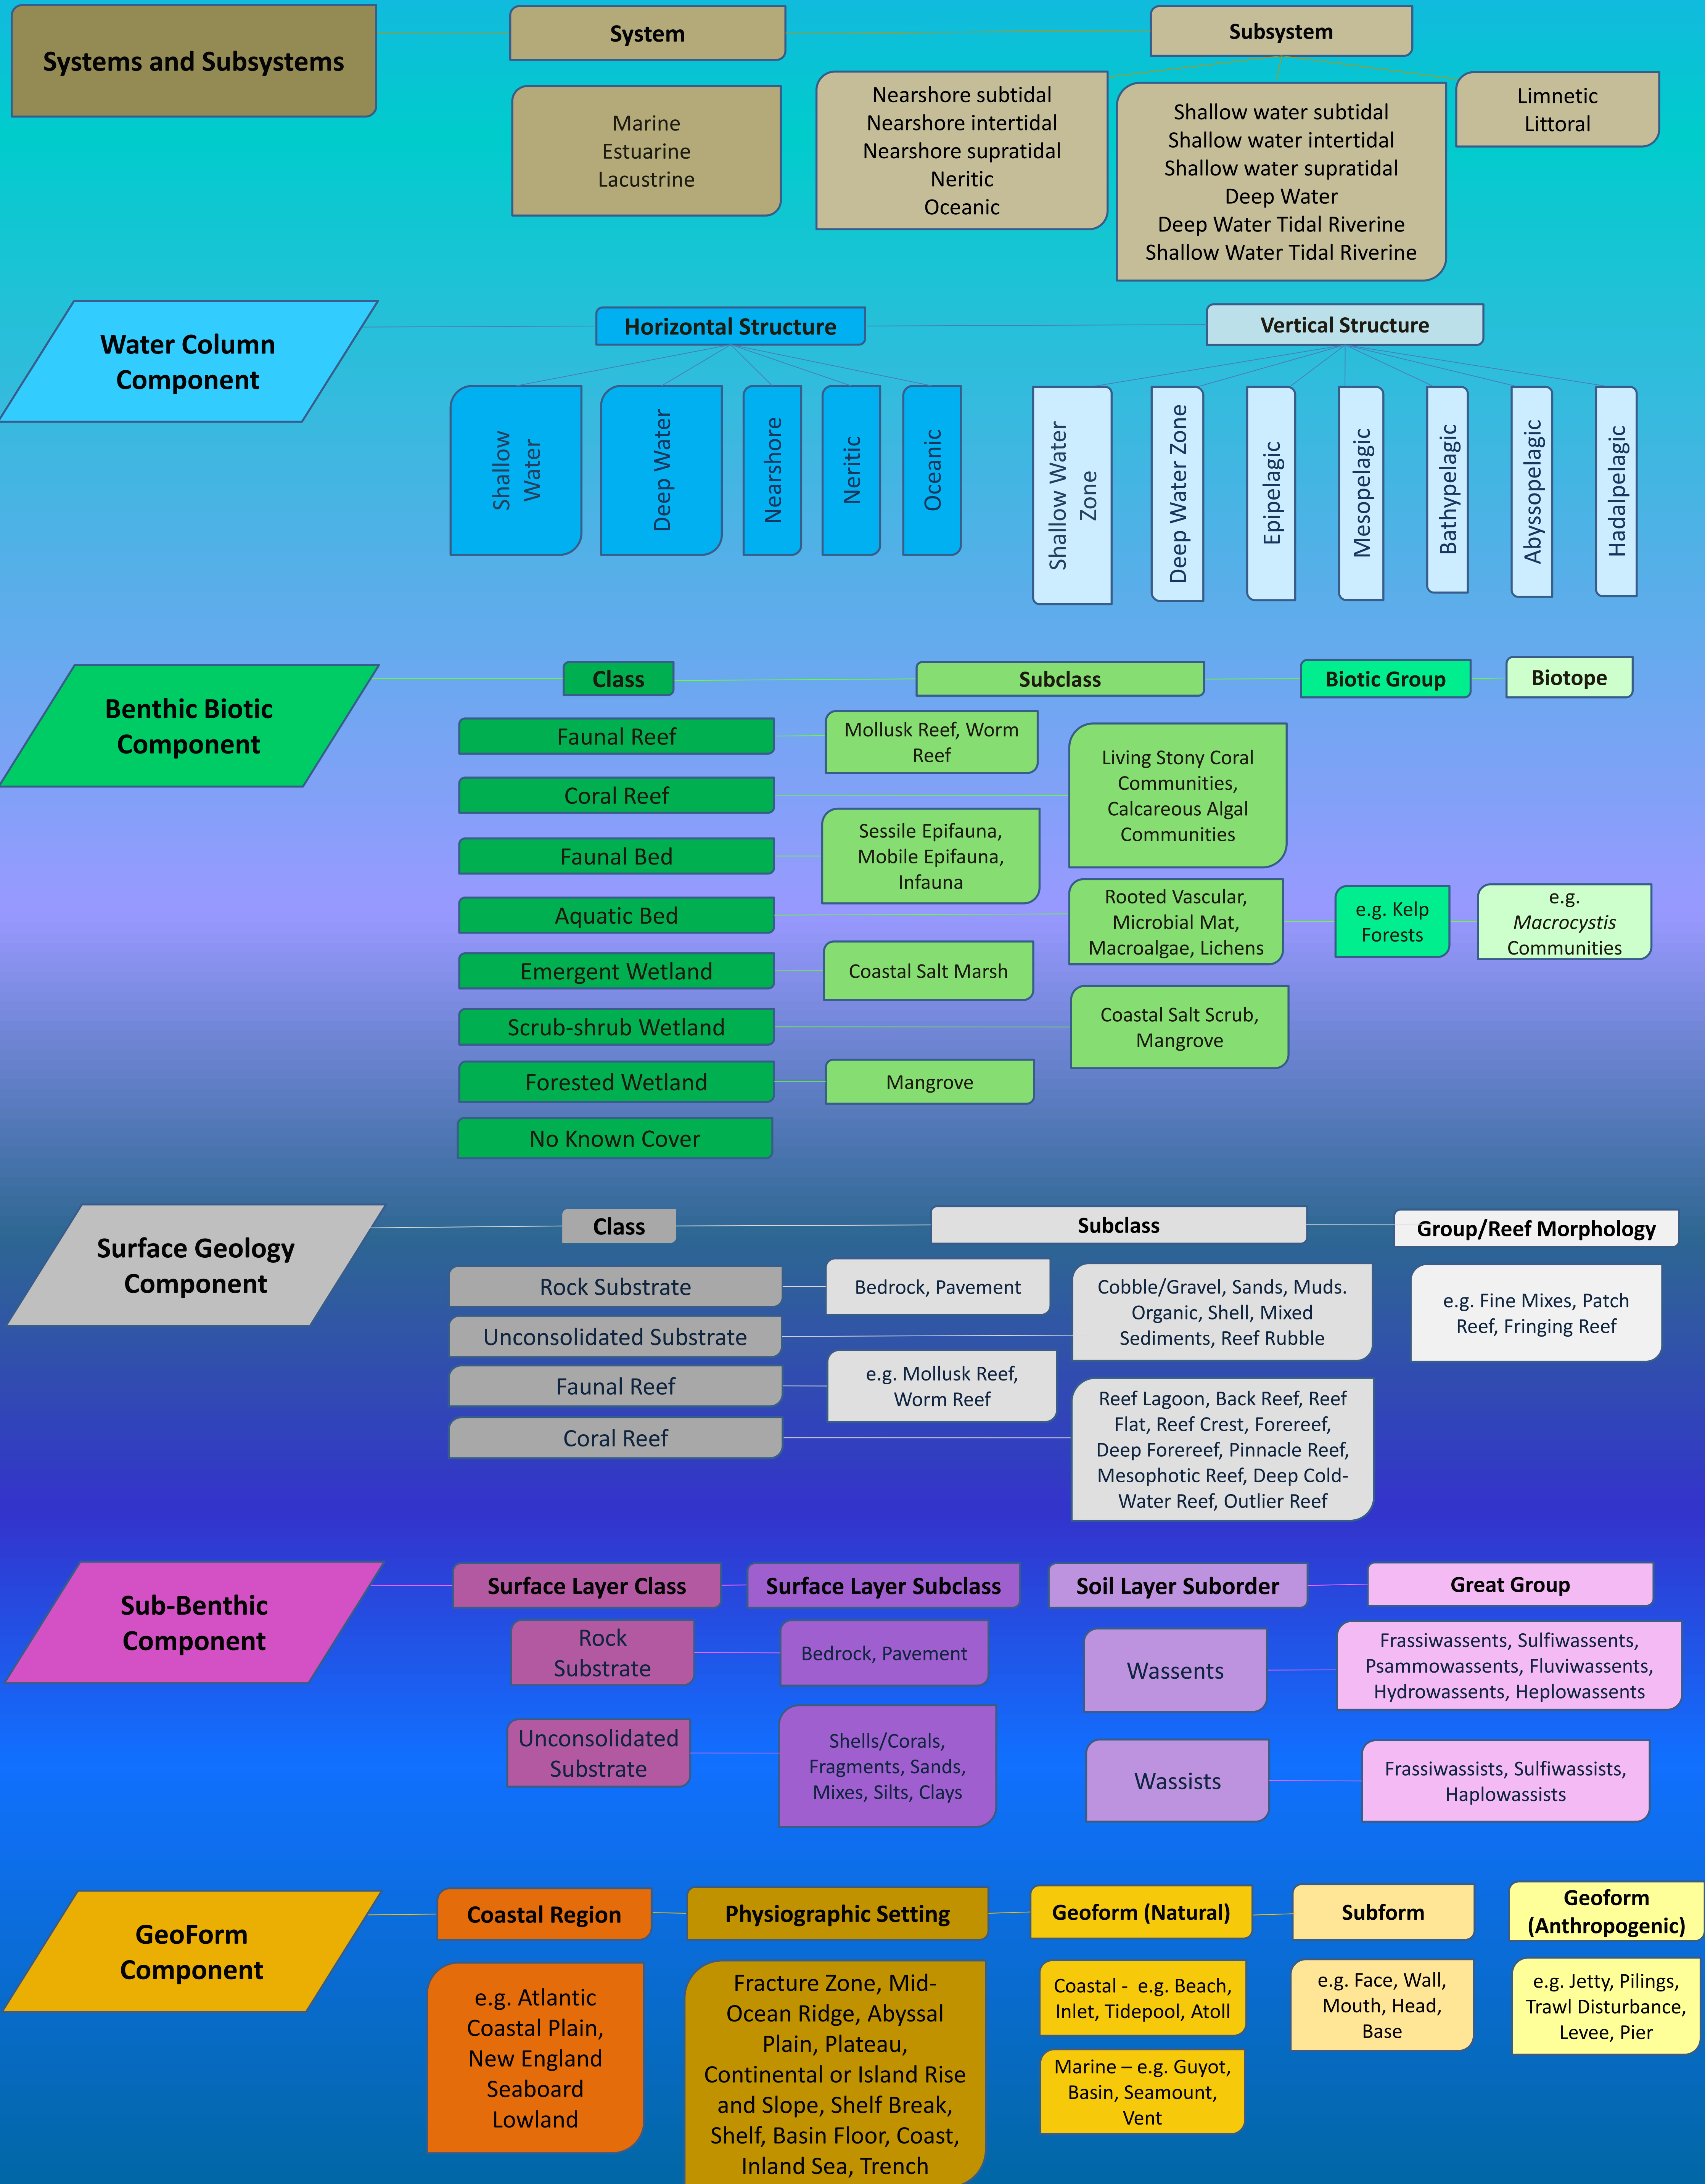 Systems and Subsystems
System
Subsystem
Marine
Estuarine
Lacustrine
Nearshore subtidal
Nearshore intertidal
Nearshore supratidal
Neritic
Oceanic
Shallow water subtidal
Shallow water intertidal
Shallow water supratidal
Deep Water
Deep Water Tidal Riverine
Shallow Water Tidal Riverine
Limnetic
Littoral
Water Column
Component
Horizontal Structure
Vertical Structure
Shallow
Water
Deep Water
Nearshore
Neritic
Oceanic
Shallow Water
Zone
Deep Water Zone
Epipelagic
Mesopelagic
Bathypelagic
Abyssopelagic
Hadalpelagic
Benthic Biotic
Component
Class
Subclass
Biotic Group
Biotope
Faunal Reef
Mollusk Reef, Worm
Reef
Coral Reef
Living Stony Coral
Communities,
Calcareous Algal
Communities
Faunal Bed
Sessile Epifauna,
Mobile Epifauna,
Infauna
Aquatic Bed
Rooted Vascular,
Microbial Mat,
Macroalgae, Lichens
e.g. Kelp
Forests
e.g.
Macrocystis
Communities
Emergent Wetland
Coastal Salt Marsh
Scrub-shrub Wetland
Coastal Salt Scrub,
Mangrove
Forested Wetland
Mangrove
No Known Cover
Surface Geology
Component
Class
Subclass
Group/Reef Morphology
Rock Substrate
Bedrock, Pavement
Unconsolidated Substrate
Cobble/Gravel, Sands, Muds.
Organic, Shell, Mixed
Sediments, Reef Rubble
e.g. Fine Mixes, Patch
Reef, Fringing Reef
Faunal Reef
e.g. Mollusk Reef,
Worm Reef
Coral Reef
Reef Lagoon, Back Reef, Reef
Flat, Reef Crest, Forereef,
Deep Forereef, Pinnacle Reef,
Mesophotic Reef, Deep Cold-
Water Reef, Outlier Reef
Sub-Benthic
Component
Surface Layer Class
Surface Layer Subclass
Soil Layer Suborder
Great Group
Rock
Substrate
Bedrock, Pavement
Wassents
Frassiwassents, Sulfiwassents,
Psammowassents, Fluviwassents,
Hydrowassents, Heplowassents
Unconsolidated
Substrate
Shells/Corals,
Fragments, Sands,
Mixes, Silts, Clays
Wassists
Frassiwassists, Sulfiwassists,
Haplowassists
GeoForm
Component
Coastal Region
Physiographic Setting
Geoform (Natural)
Subform
Geoform
(Anthropogenic)
e.g. Atlantic
Coastal Plain,
New England
Seaboard
Lowland
Fracture Zone, Mid-
Ocean Ridge, Abyssal
Plain, Plateau,
Continental or Island Rise
and Slope, Shelf Break,
Shelf, Basin Floor, Coast,
Inland Sea, Trench
Coastal - e.g. Beach,
Inlet, Tidepool, Atoll
Marine – e.g. Guyot,
Basin, Seamount,
Vent
e.g. Face, Wall,
Mouth, Head,
Base
e.g. Jetty, Pilings,
Trawl Disturbance,
Levee, Pier